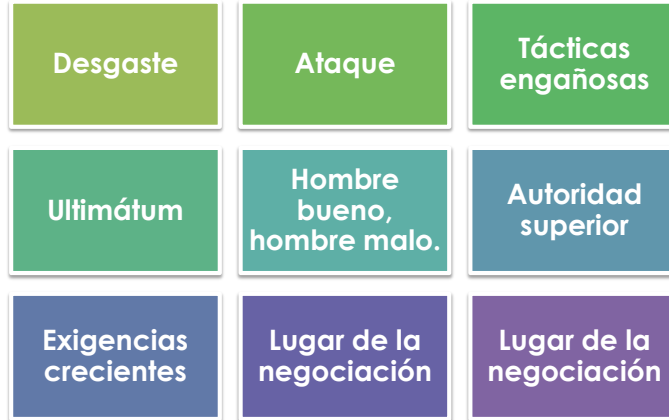 Desgaste
Ataque
Tácticas
engañosas
Ultimátum
Hombre
bueno,
hombre malo.
Autoridad
superior
Exigencias
crecientes
Lugar de la
negociación
Lugar de la
negociación